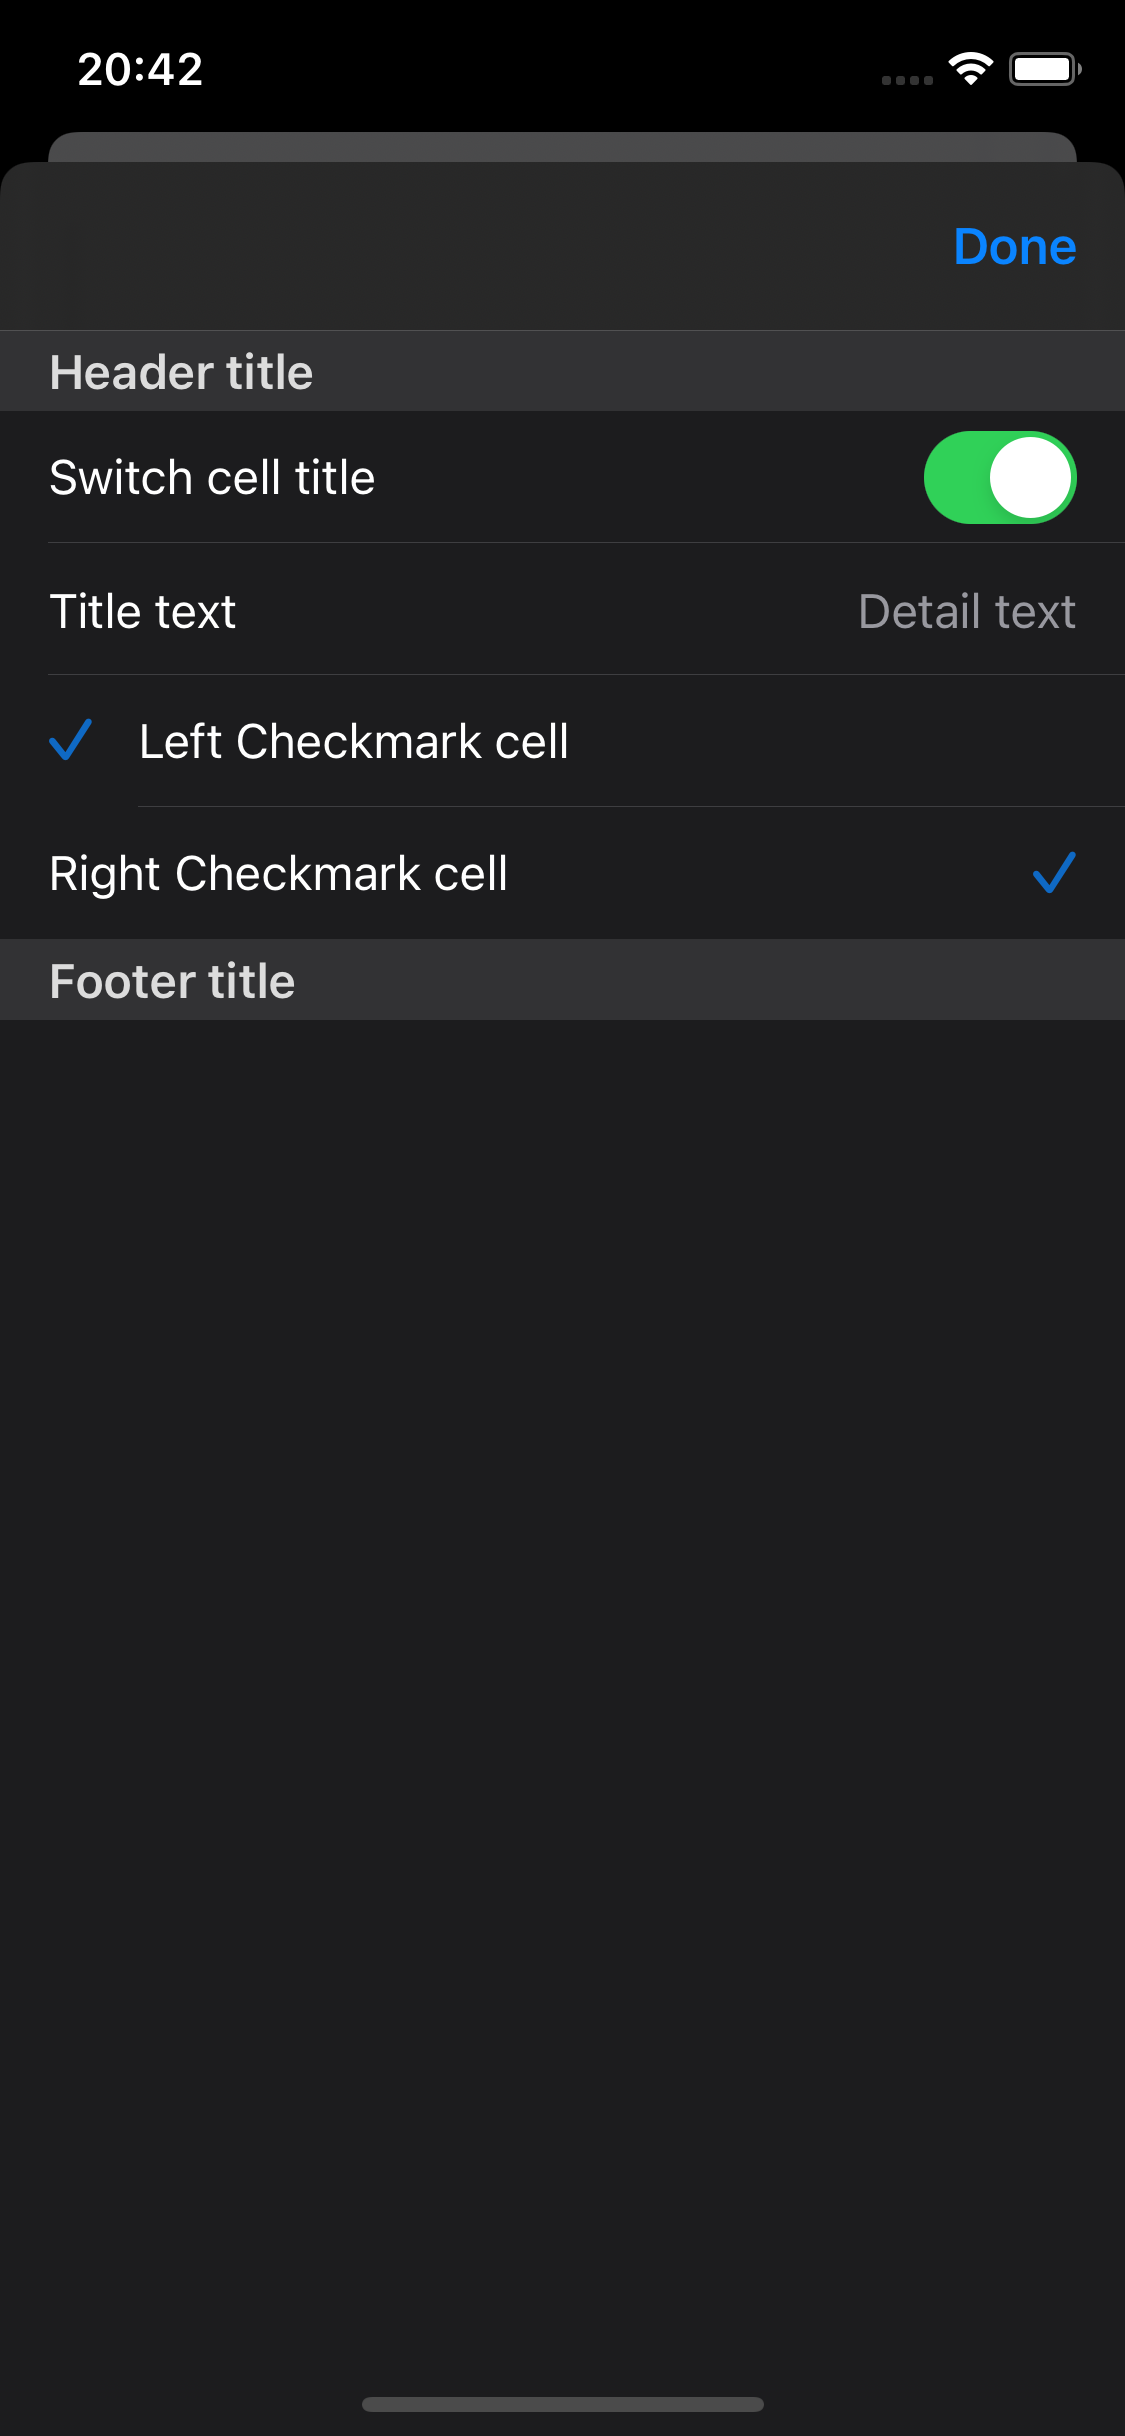 20:42
Done
Header title
Switch cell title
Title text Detail text
Left Checkmark cell
Right Checkmark cell
Footer title